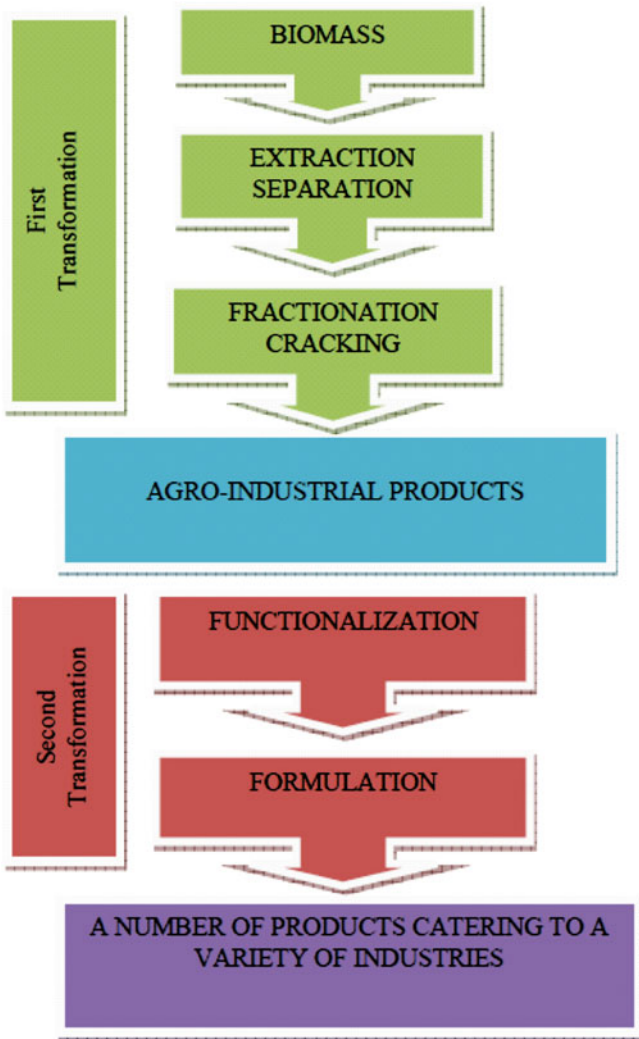 BIOMASS
First
Transformation
EXTRACTION
SEPARATION
FRACTIONATION
CRACKING
AGRO-INDUSTRIAL PRODUCTS
Second
Transformation
FUNCTIONALIZATION
FORMULATION
A NUMBER OF PRODUCTS CATERING TO A
VARIETY OF INDUSTRIES